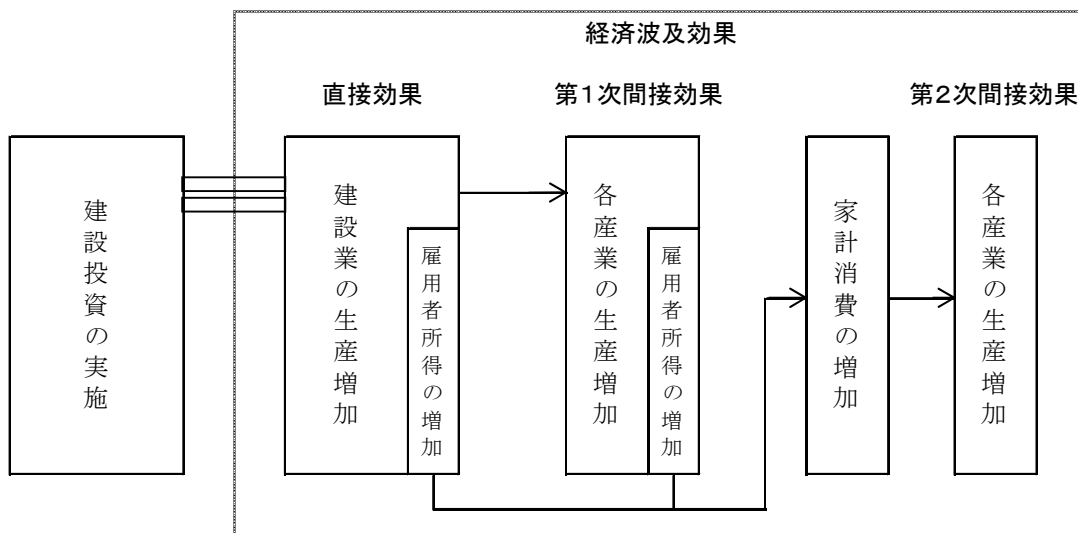 経済波及効果
直接効果
第1次間接効果
第2次間接効果
建設投資の実施
建設業の生産増加
雇用者所得の増加
各産業の生産増加
雇用者所得の増加
家計消費の増加
各産業の生産増加